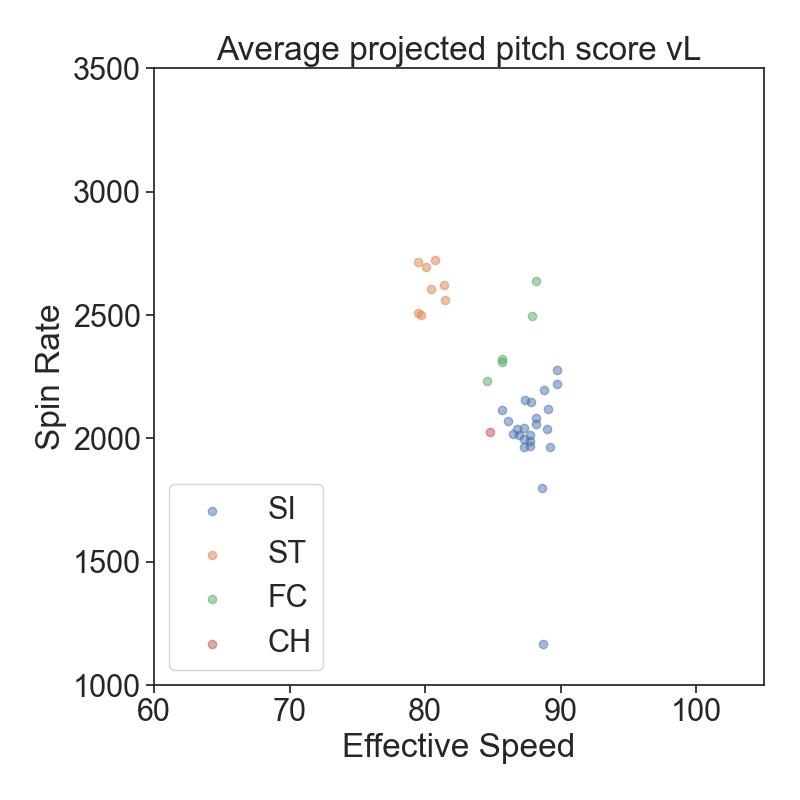 Average projected pitch score vL
3500
3000
2500
2000
1500
1000
Spin Rate
SI
ST
FC
CH
60 70 80 90 100
Effective Speed